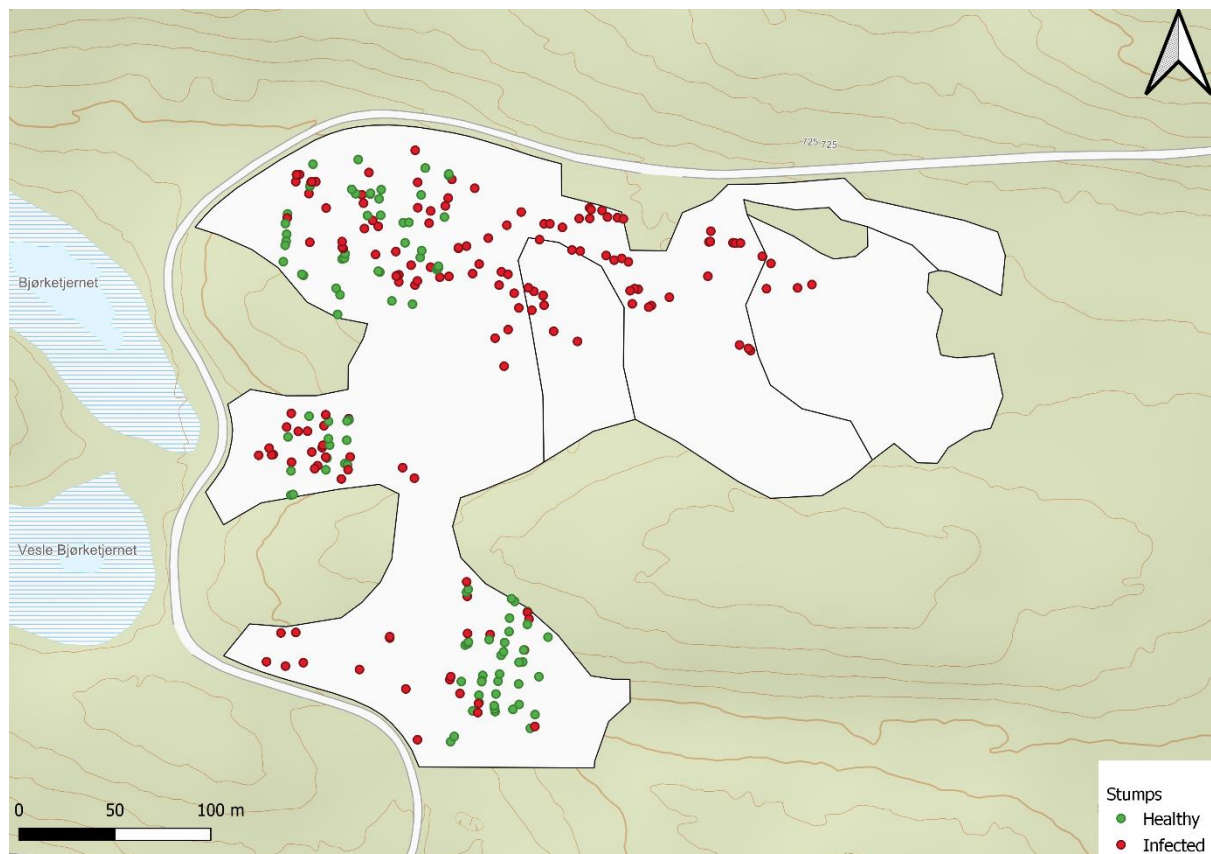 725 725
Bjørketjernet
Vesle Bjørketjernet
0 50 100 m
Stumps
Healthy
Infected